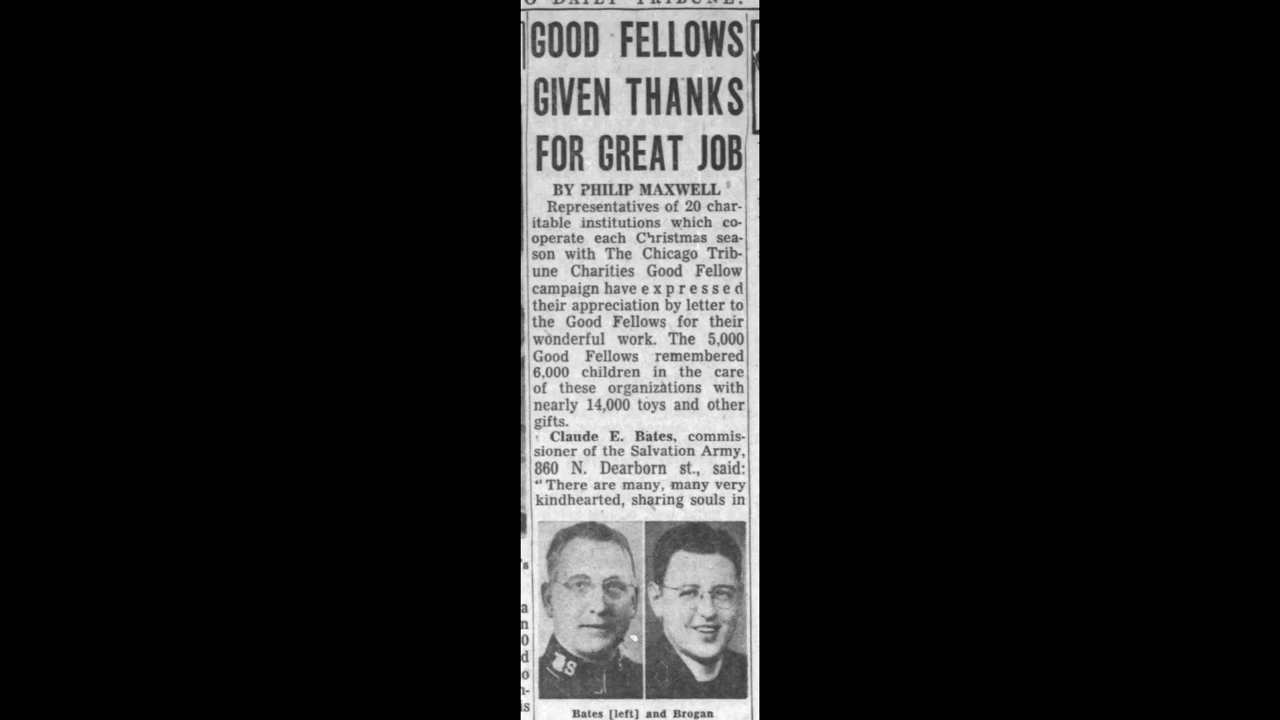 DAILY TRIBUNE:
GOOD FELLOWS
GIVEN THANKS
FOR GREAT JOB
BY PHILIP MAXWELL
Representatives of 20 char-
itable institutions which co-
operate each Christmas sea-
son with The Chicago Trib-
une Charities Good Fellow
campaign have expressed
their appreciation by letter to
the Good Fellows for their
wonderful work. The 5,000
Good Fellows remembered
6,000 children in the care
of these organizations with
nearly 14,000 toys and other
gifts.
Claude E. Bates, commis-
sioner of the Salvation Army,
860 N. Dearborn st., said:
"There are many, many very
kindhearted, sharing souls in
S
Bates [left] and Brogan